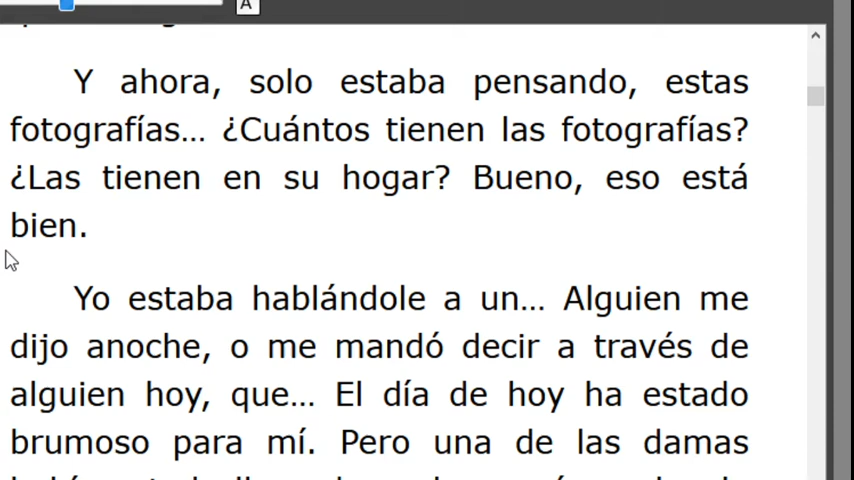 A
Y ahora, solo estaba pensando, estas
fotografías... ¿Cuántos tienen las fotografías?
¿Las tienen en su hogar? Bueno, eso está
bien.
Yo estaba hablándole a un... Alguien me
dijo anoche, o me mandó decir a través de
alguien hoy, que... El día de hoy ha estado
brumoso para mí. Pero una de las damas